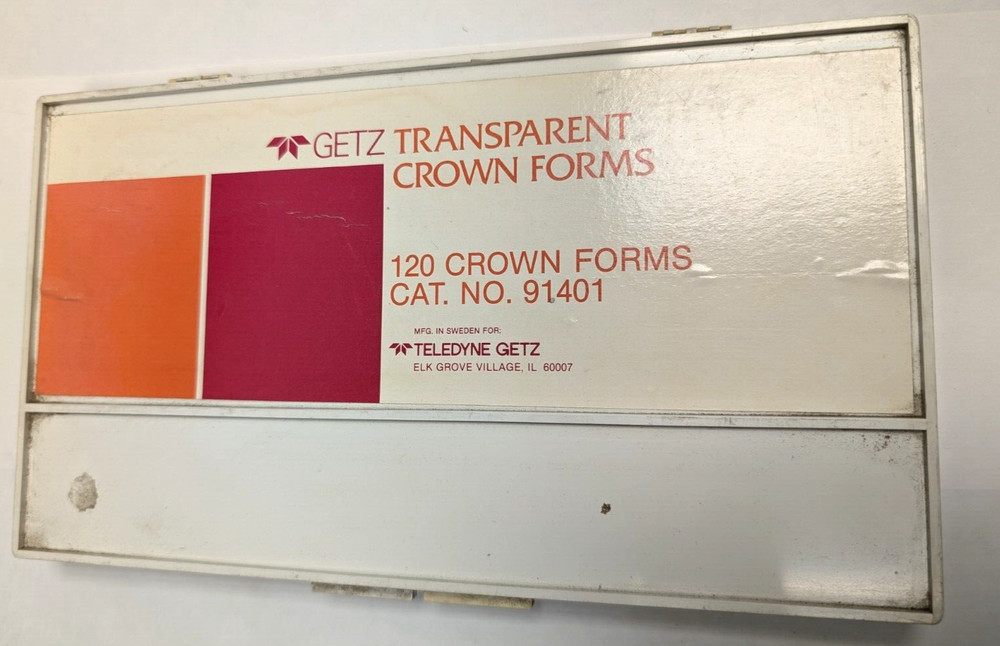 GETZ TRANSPARENT
CROWN FORMS
120 CROWN FORMS
CAT. NO. 91401
MFG. IN SWEDEN FOR:
TELEDYNE GETZ
ELK GROVE VILLAGE, IL 60007